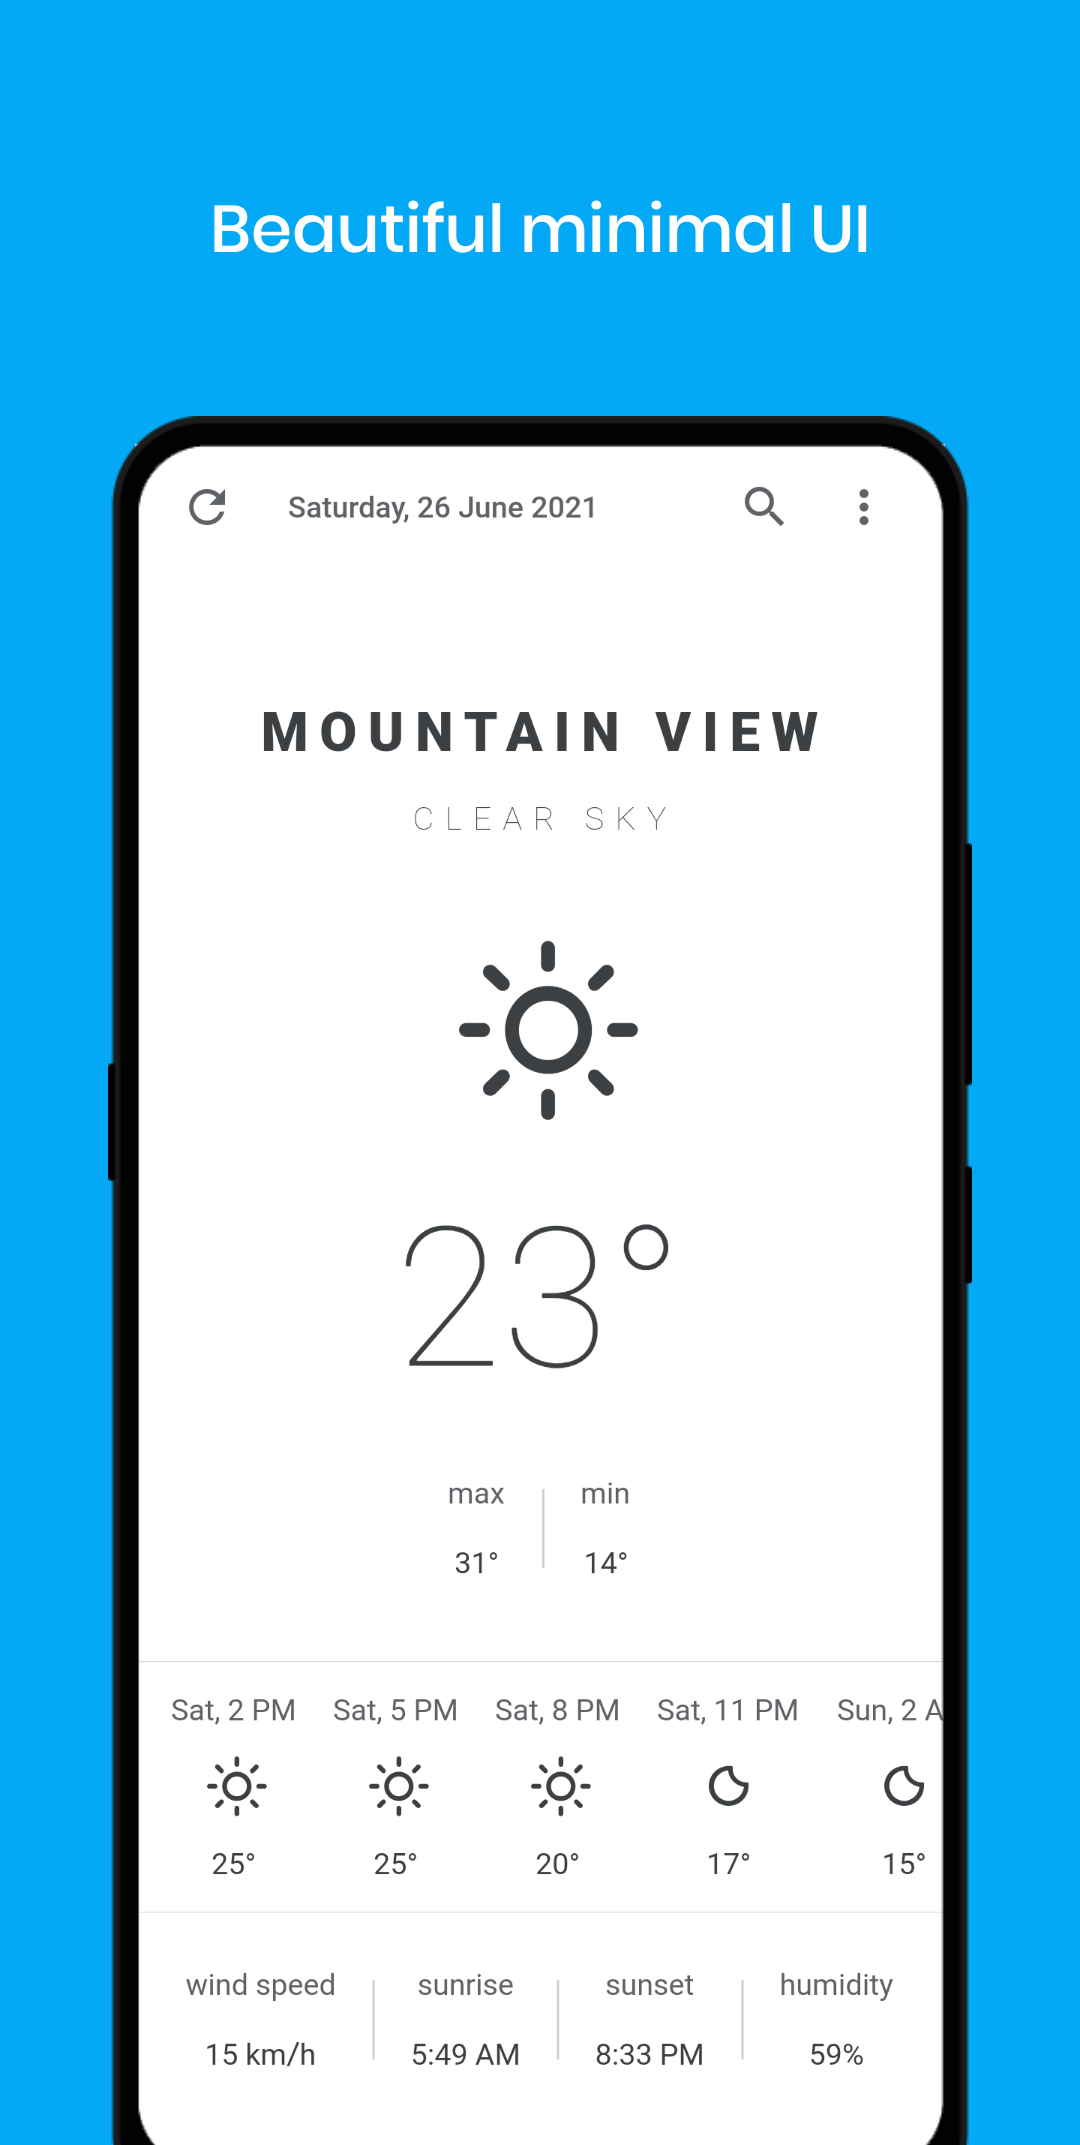 Beautiful minimal UI
Saturday, 26 June 2021
MOUNTAIN VIEW
CLEAR SKY
23°
max min
31° 14°
Sat, 2 PM Sat, 5 PM Sat, 8 PM Sat, 11 PM Sun, 2 A
25° 25° 20° 17° 15°
wind speed sunrise sunset humidity
15 km/h 5:49 AM 8:33 PM 59%